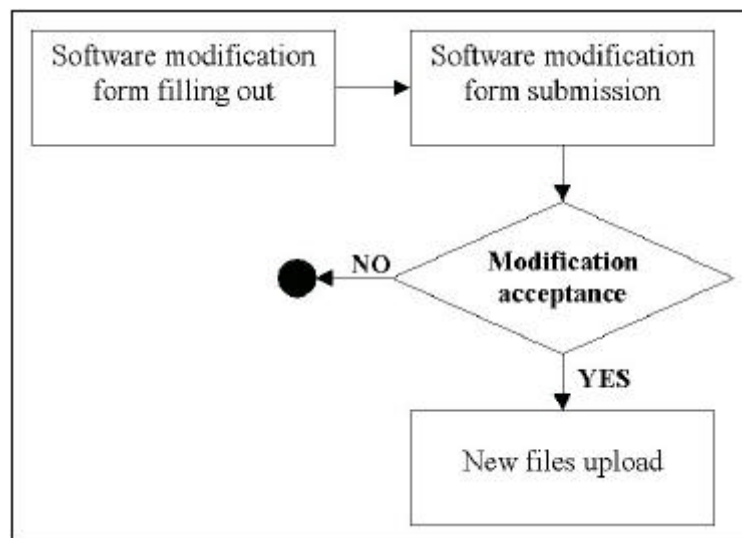 Software modification
form filling out
Software modification
form submission
Modification
acceptance
NO
YES
New files upload